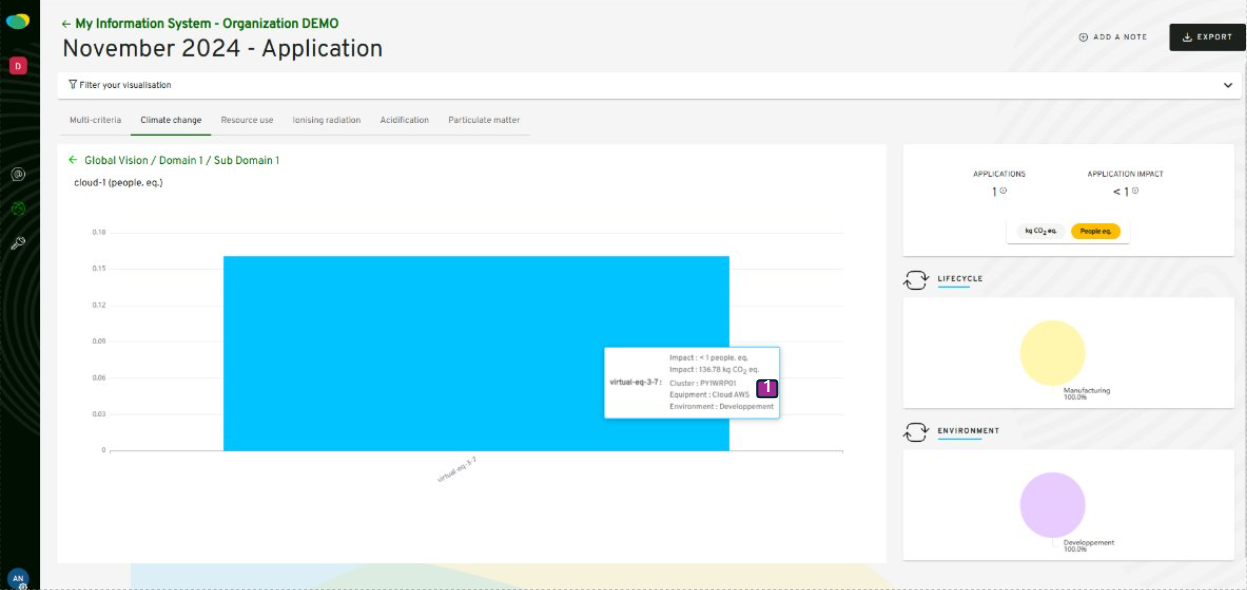 ← My Information System - Organization DEMO
November 2024 - Application
ADD A NOTE
EXPORT
D
Filter your visualisation
Multi-criteria
Climate change
Resource use
Ionising radiation
Acidification
Particulate matter
← Global Vision / Domain 1 / Sub Domain 1
cloud-1 (people. eq.)
0.18
0.15
0.12
0.09
0.06
0.03
0
virtual-eq-3-7
virtual-eq-3-7:
Impact : < 1 people. eq.
Impact : 136.78 kg CO2 eq.
Cluster : PY1WRP01
Equipment : Cloud AWS
Environment : Developpement
1
APPLICATIONS
1
APPLICATION IMPACT
< 1
kg CO2 eq.
People eq.
LIFECYCLE
Manufacturing
100.0%
ENVIRONMENT
Developpement
100.0%
AN